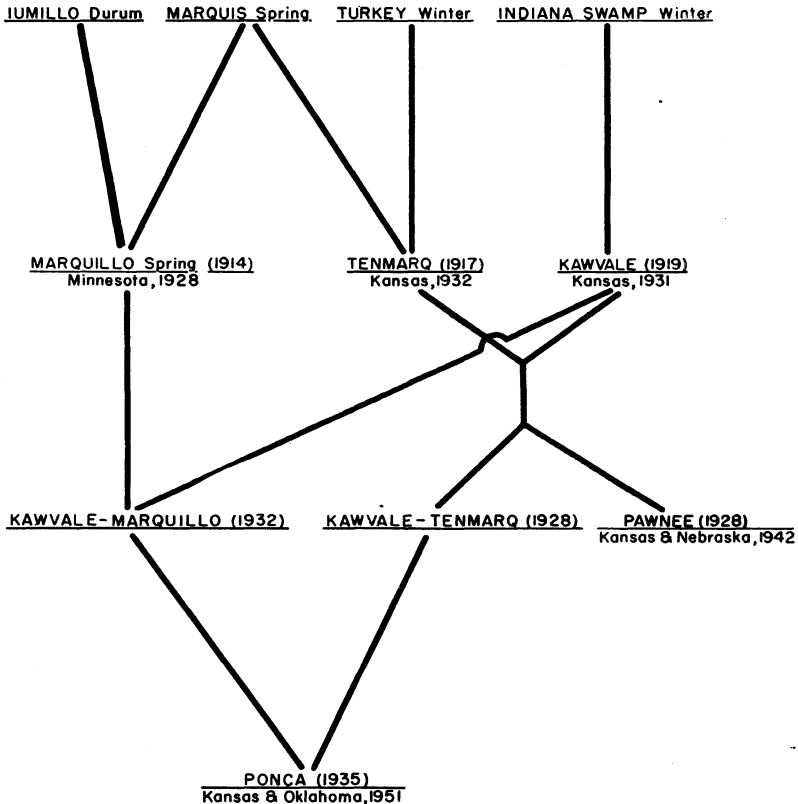 IUMILLO Durum MARQUIS Spring TURKEY Winter INDIANA SWAMP Winter
MARQUILLO Spring (1914) TENMARQ (1917) KAWVALE (1919)
Minnesota, 1928 Kansas, 1932 Kansas, 1931
KAWVALE-MARQUILLO (1932) KAWVALE-TENMARQ (1928) PAWNEE (1928)
Kansas & Nebraska, 1942
PONCA (1935)
Kansas & Oklahoma, 1951